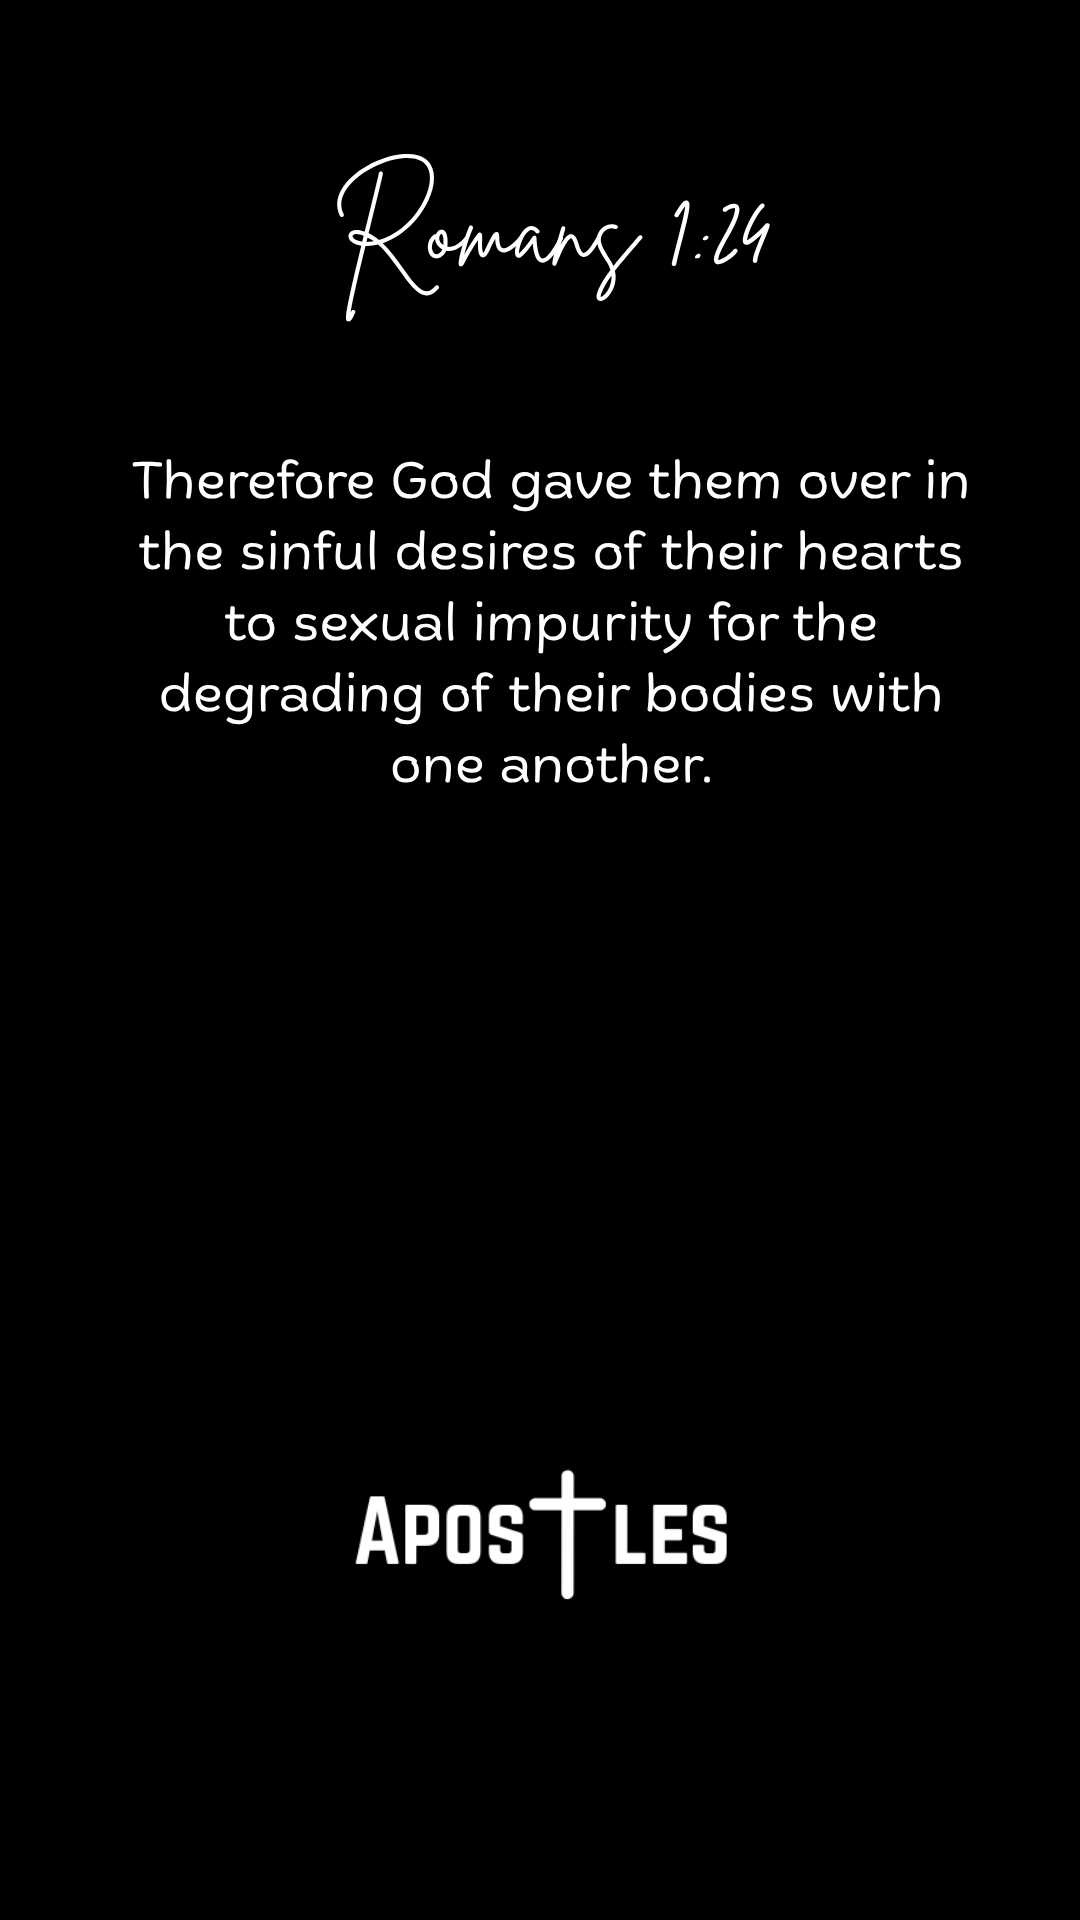 Romans 1:24
Therefore God gave them over in
the sinful desires of their hearts
to sexual impurity for the
degrading of their bodies with
one another.
Apostles